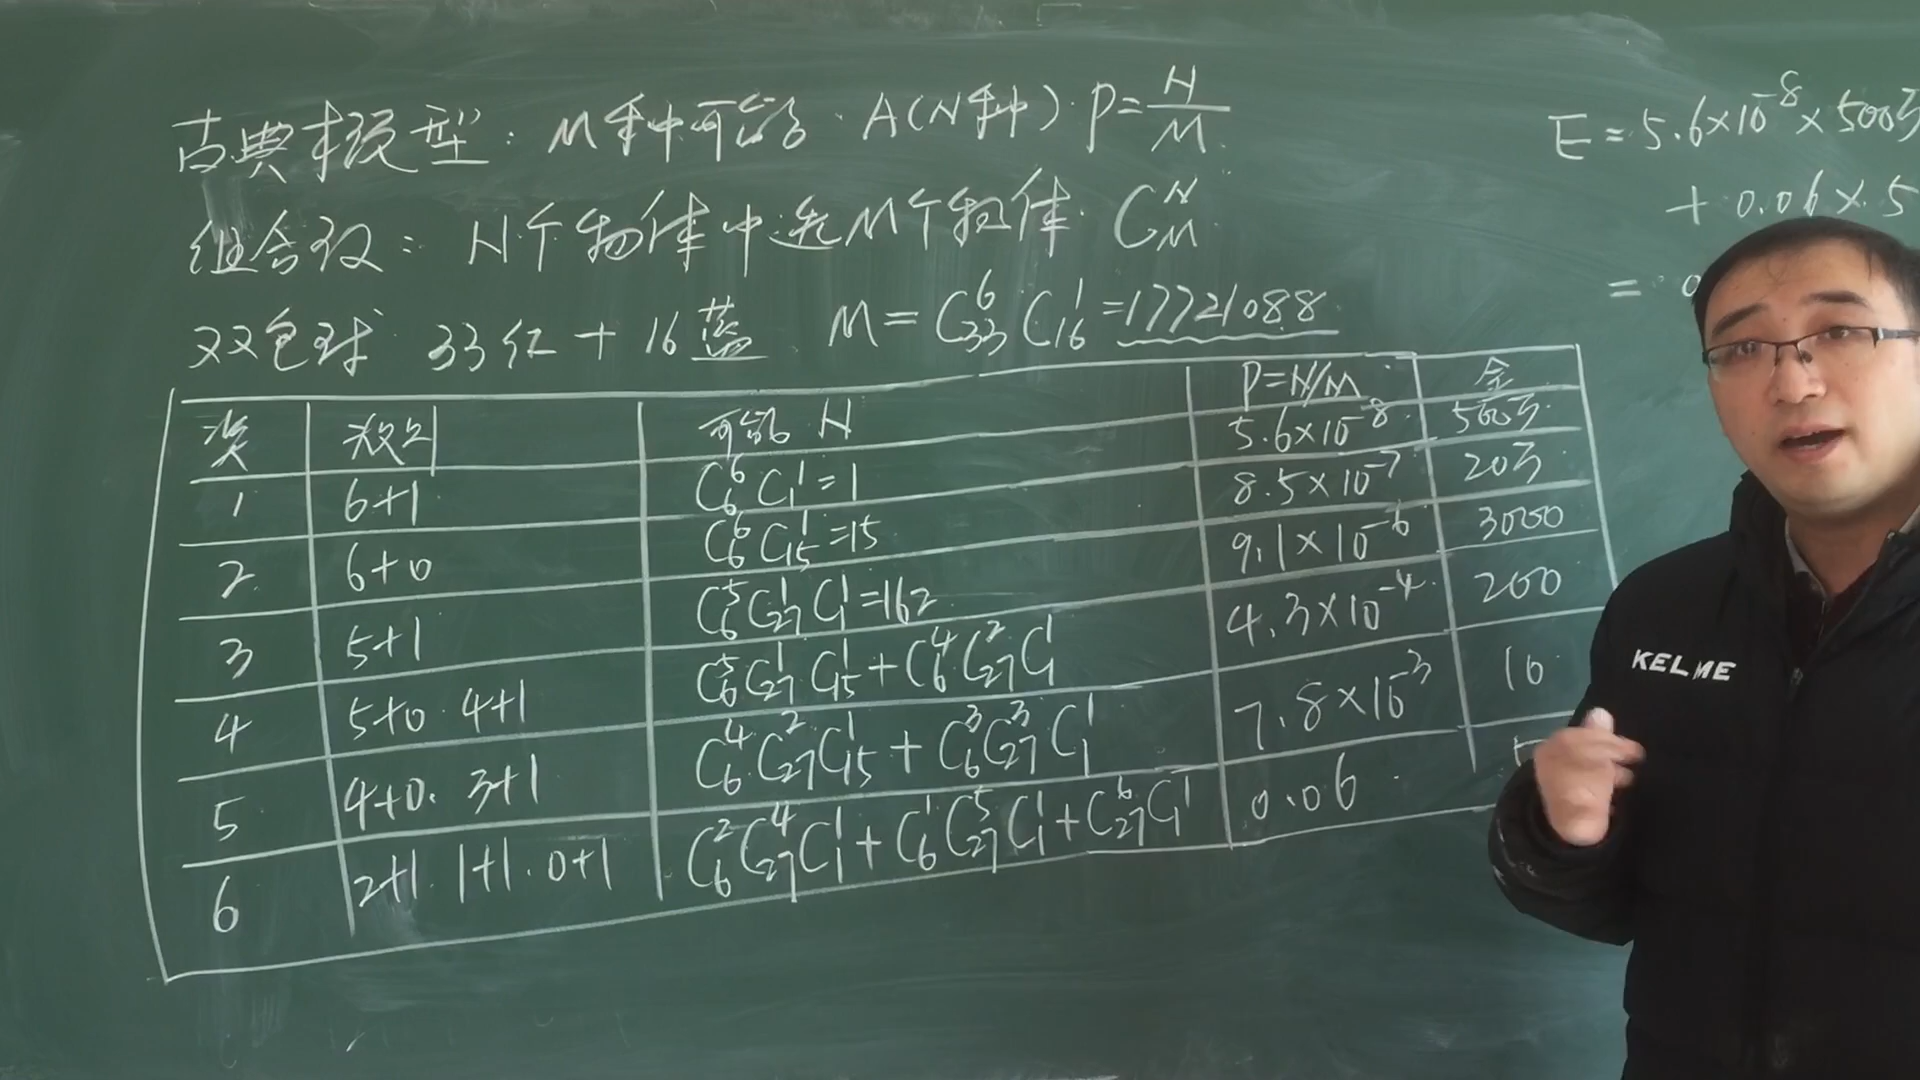 古典模型：M种可能．A(N种)．P=N/M
组合数：N个物体中选M个物体 C_M^N
双色球 33红+16蓝 M=C_33^6 C_16^1=17721088
奖 规则 可能 N P=N/M 金
1 6+1 C_6^6 C_1^1=1 5.6×10^-8 500万
2 6+0 C_6^6 C_15^1=15 8.5×10^-7 20万
3 5+1 C_6^5 C_27^1 C_1^1=162 9.1×10^-6 3000
4 5+0．4+1 C_6^5 C_27^1 C_15^1+C_6^4 C_27^2 C_1^1 4.3×10^-4 200
5 4+0．3+1 C_6^4 C_27^2 C_15^1+C_6^3 C_27^3 C_1^1 7.8×10^-3 10
6 2+1．1+1．0+1 C_6^2 C_27^4 C_1^1+C_6^1 C_27^5 C_1^1+C_27^6 C_1^1 0.06
E=5.6×10^-8×500万
+0.06×5
=0
KELME